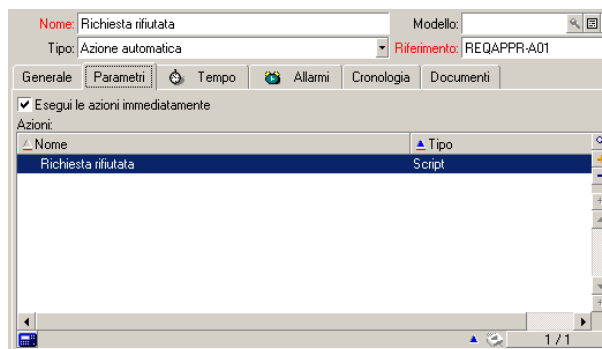 Nome: Richiesta rifiutata Modello:
Tipo: Azione automatica Riferimento: REQAPPR-A01
Generale Parametri Tempo Allarmi Cronologia Documenti
Esegui le azioni immediatamente
Azioni:
Nome Tipo
Richiesta rifiutata Script
1 / 1